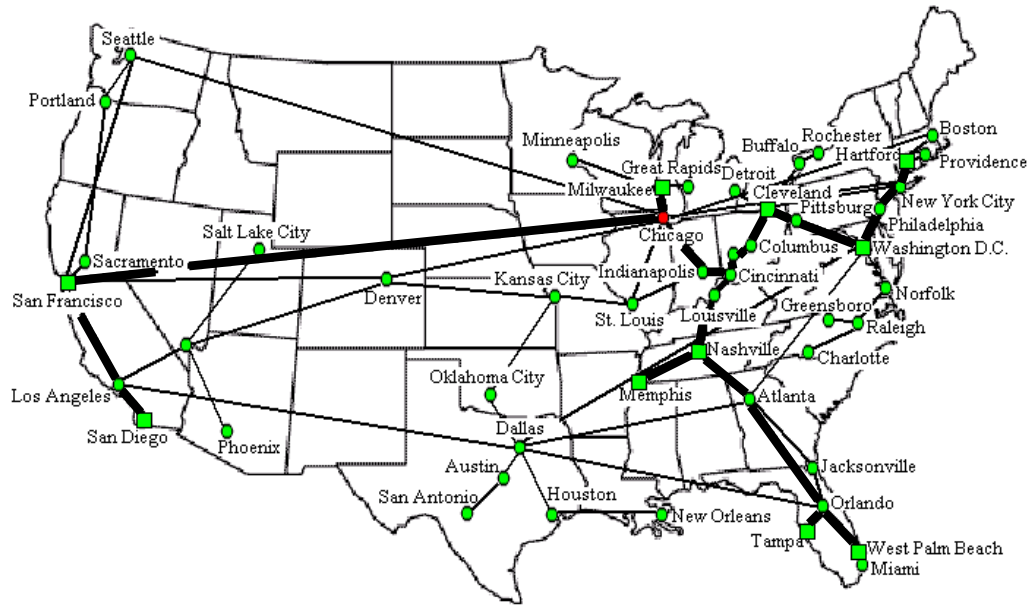 Seattle
Portland
Minneapolis
Great Rapids
Milwaukee
Detroit
Buffalo
Rochester
Boston
Hartford
Providence
Cleveland
New York City
Pittsburg
Philadelphia
Salt Lake City
Chicago
Columbus
Washington D.C.
Sacramento
Indianapolis
Cincinnati
Kansas City
San Francisco
Denver
Norfolk
Greensboro
St. Louis
Louisville
Raleigh
Nashville
Charlotte
Oklahoma City
Los Angeles
Memphis
Atlanta
Dallas
San Diego
Phoenix
Austin
Jacksonville
San Antonio
Houston
Orlando
New Orleans
Tampa
West Palm Beach
Miami